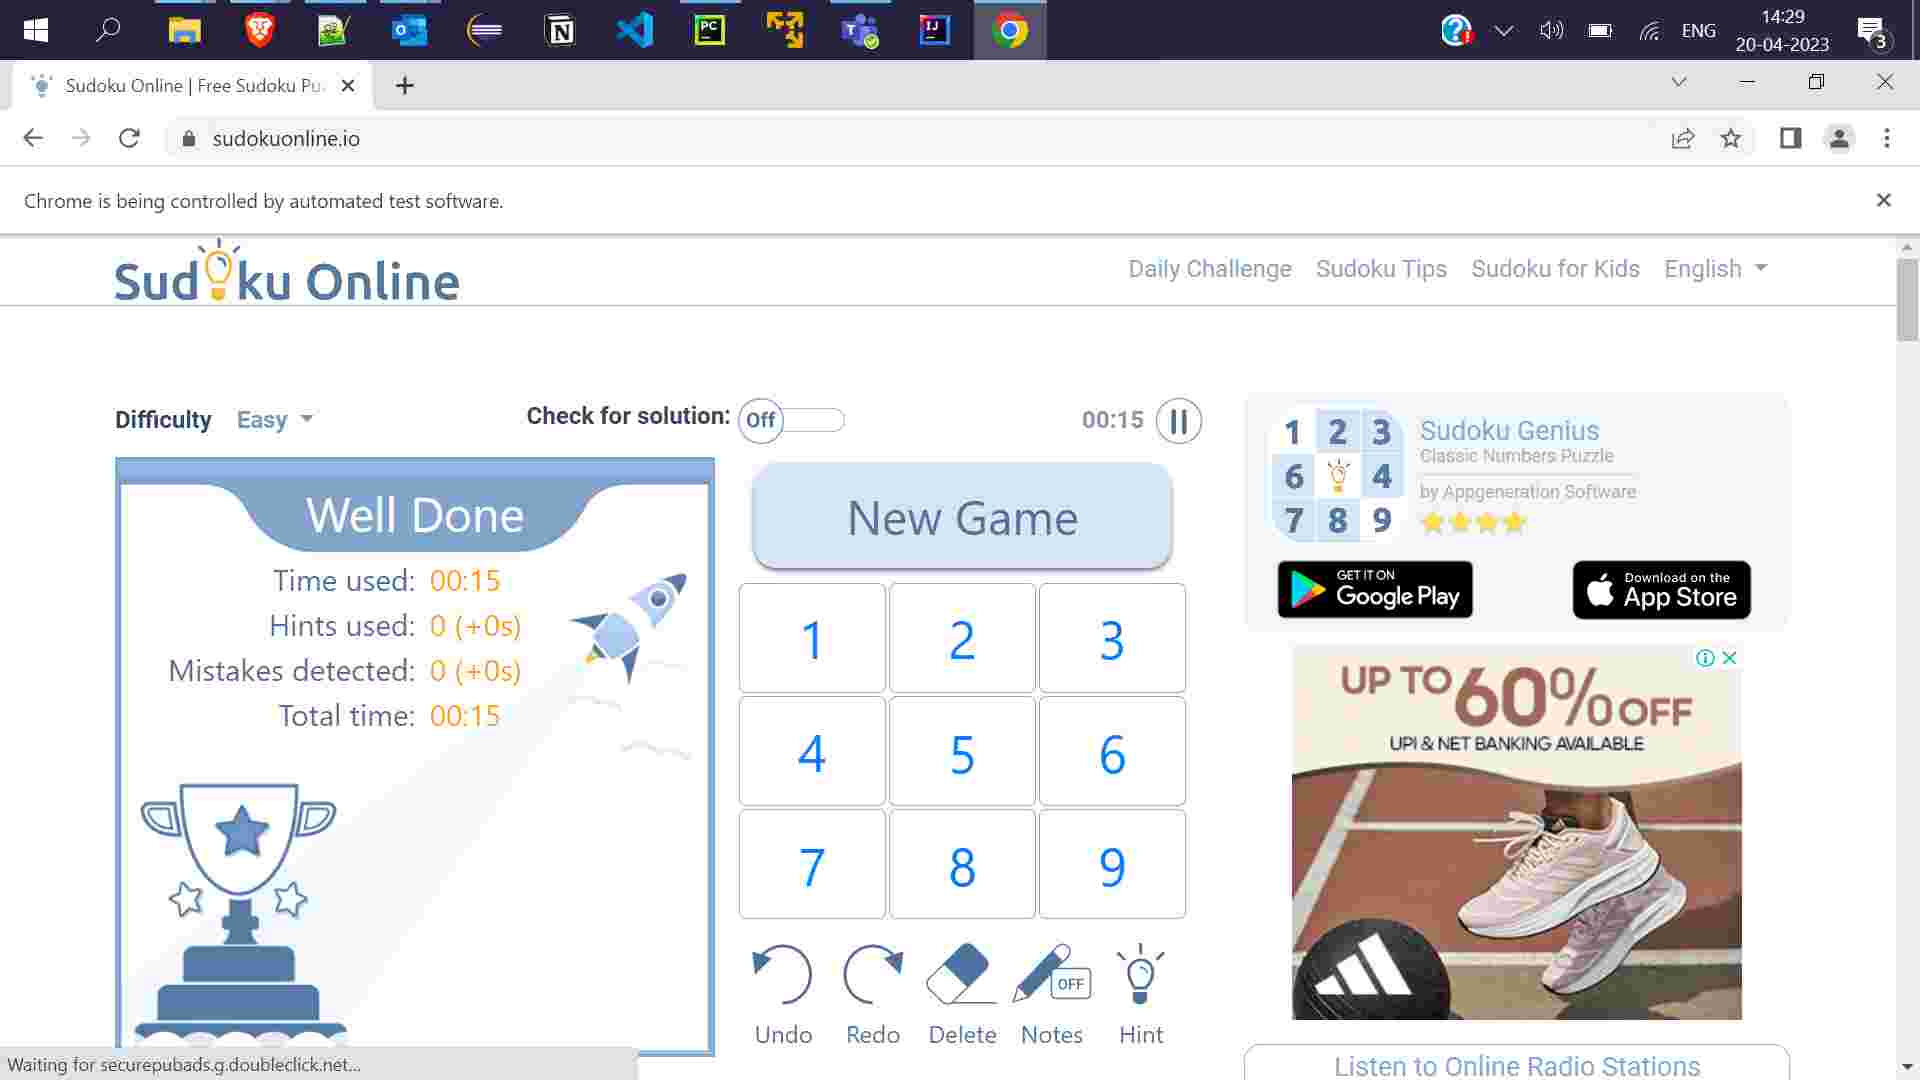 PC
IJ
ENG
14:29
20-04-2023
3
Sudoku Online | Free Sudoku Pu
sudokuonline.io
Chrome is being controlled by automated test software.
Sudoku Online
Daily Challenge Sudoku Tips Sudoku for Kids English
Difficulty Easy
Check for solution: Off
00:15
Well Done
Time used: 00:15
Hints used: 0 (+0s)
Mistakes detected: 0 (+0s)
Total time: 00:15
New Game
1 2 3
4 5 6
7 8 9
OFF
Undo Redo Delete Notes Hint
1 2 3
6 4
7 8 9
Sudoku Genius
Classic Numbers Puzzle
by Appgeneration Software
GET IT ON
Google Play
Download on the
App Store
UP TO 60% OFF
UPI & NET BANKING AVAILABLE
Listen to Online Radio Stations
Waiting for securepubads.g.doubleclick.net...